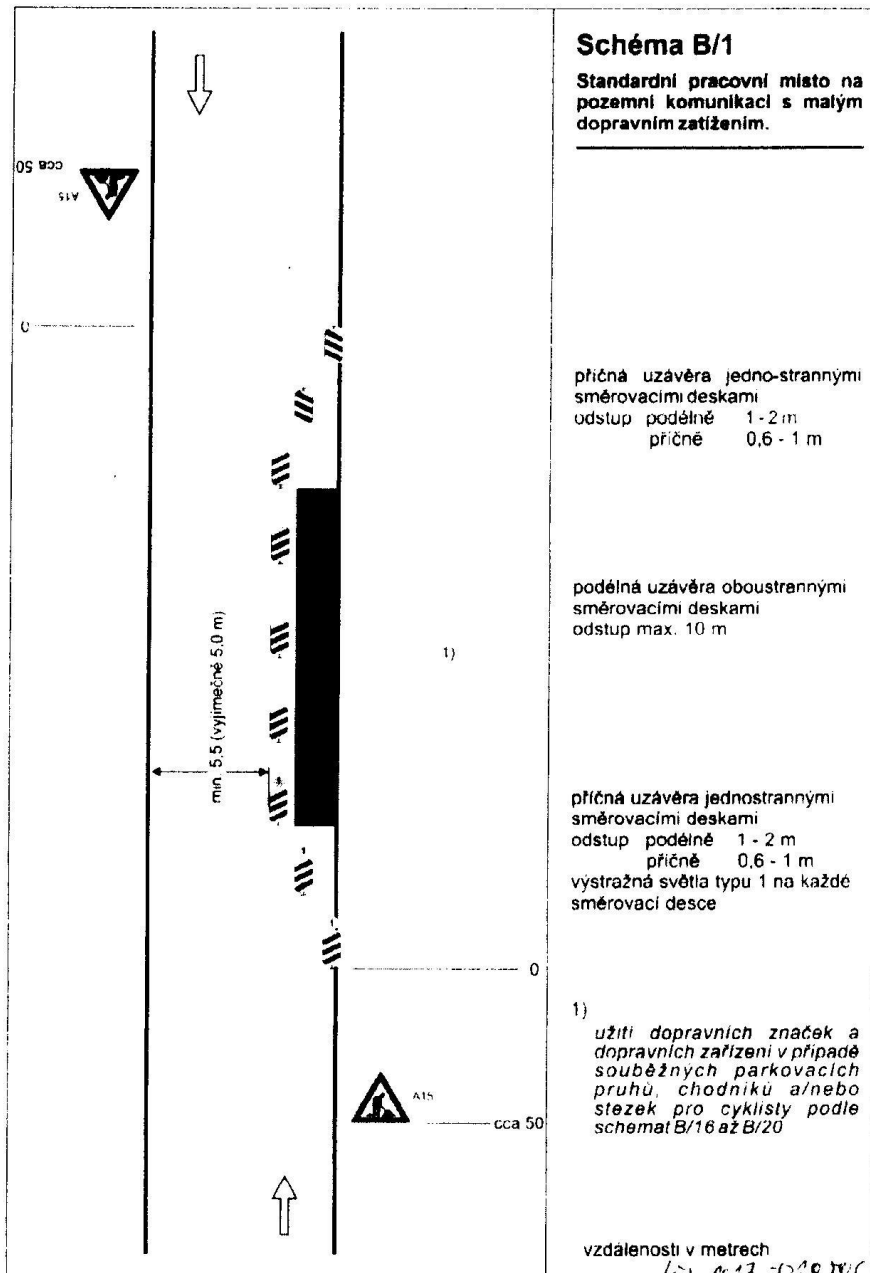 Schéma B/1
Standardní pracovní místo na
pozemní komunikaci s malým
dopravním zatížením.
cca 50
A15
0
příčná uzávěra jedno-strannými
směrovacími deskami
odstup podélně 1 - 2 m
příčně 0,6 - 1 m
podélná uzávěra oboustrannými
směrovacími deskami
odstup max. 10 m
1)
min. 5,5 (vyjímečně 5,0 m)
příčná uzávěra jednostrannými
směrovacími deskami
odstup podélně 1 - 2 m
příčně 0,6 - 1 m
výstražná světla typu 1 na každé
směrovací desce
0
A15
cca 50
1)
užití dopravních značek a
dopravních zařízení v případě
souběžných parkovacích
pruhů, chodníků a/nebo
stezek pro cyklisty podle
schemat B/16 až B/20
vzdálenosti v metrech